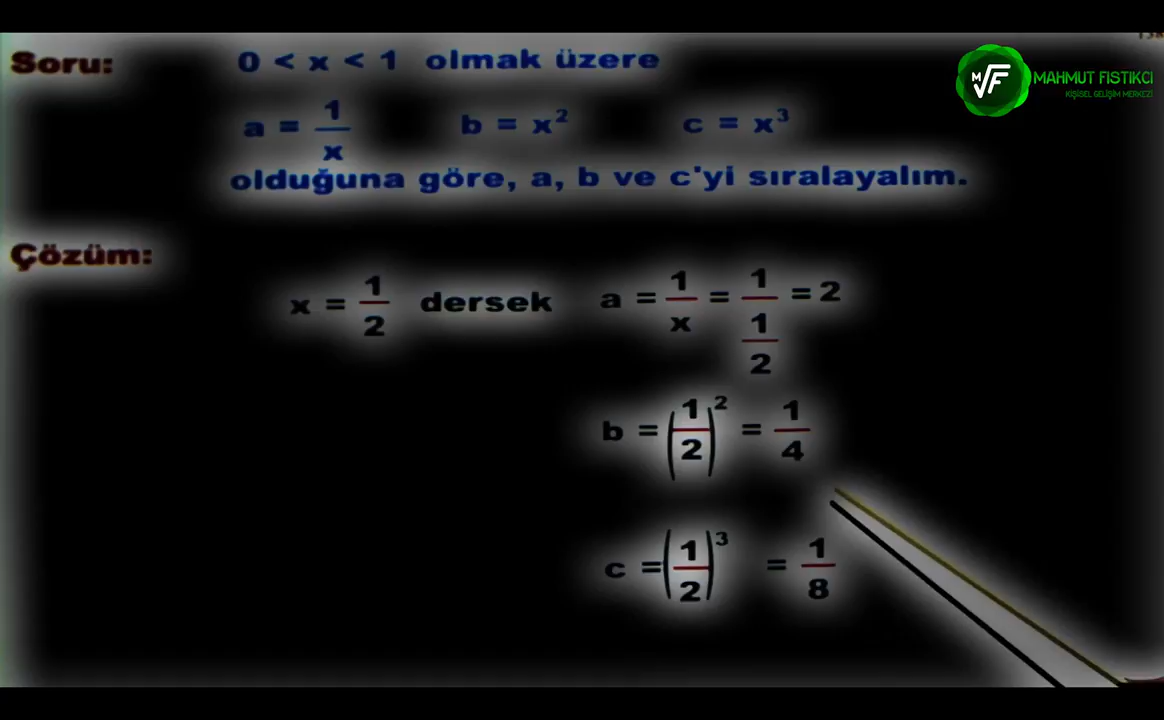 Soru: 0 < x < 1 olmak üzere
a = 1/x b = x² c = x³
olduğuna göre, a, b ve c'yi sıralayalım.
Çözüm:
x = 1/2 dersek a = 1/x = 1/(1/2) = 2
b = (1/2)² = 1/4
c = (1/2)³ = 1/8
MAHMUT FISTIKCI
KİŞİSEL GELİŞİM MERKEZİ
M√F